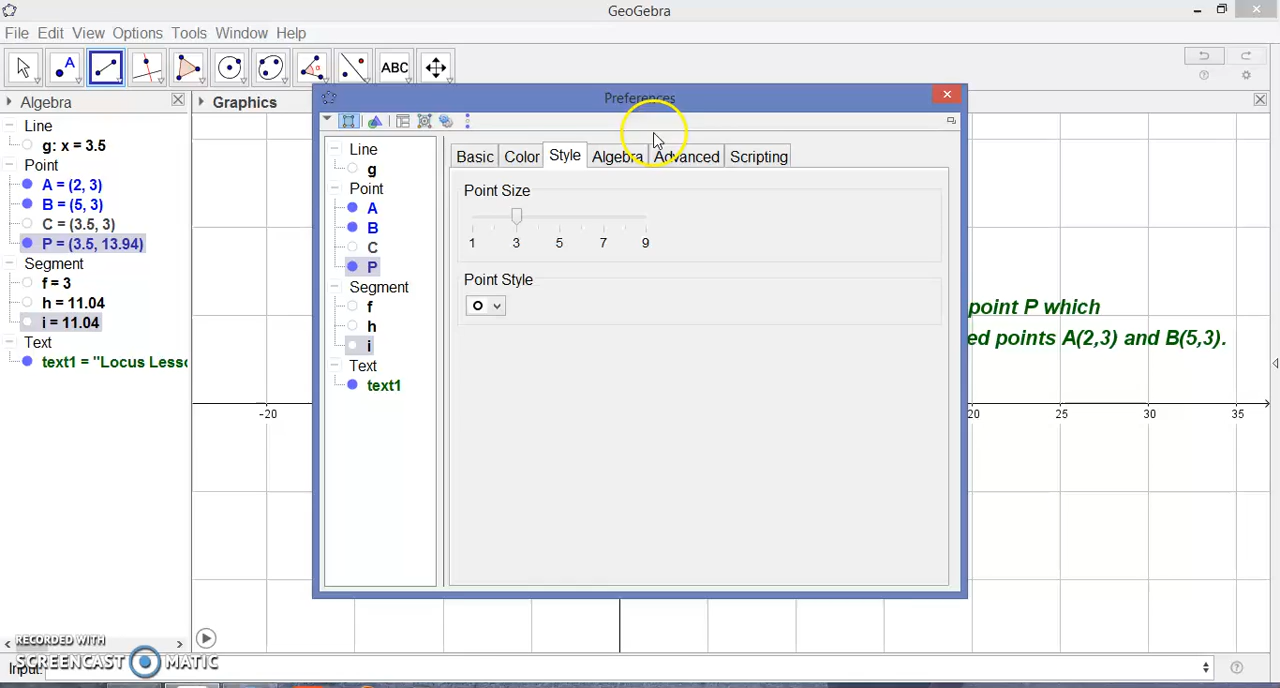 GeoGebra
File Edit View Options Tools Window Help
A
ABC
Algebra
Graphics
Preferences
Line
g: x = 3.5
Point
A = (2, 3)
B = (5, 3)
C = (3.5, 3)
P = (3.5, 13.94)
Segment
f = 3
h = 11.04
i = 11.04
Text
text1 = "Locus Less
Line
g
Point
A
B
C
P
Segment
f
h
i
Text
text1
Basic Color Style Algebra Advanced Scripting
Point Size
1 3 5 7 9
Point Style
point P which
ed points A(2,3) and B(5,3).
-20 20 25 30 35
RECORDED WITH
SCREENCAST MATIC
Input: